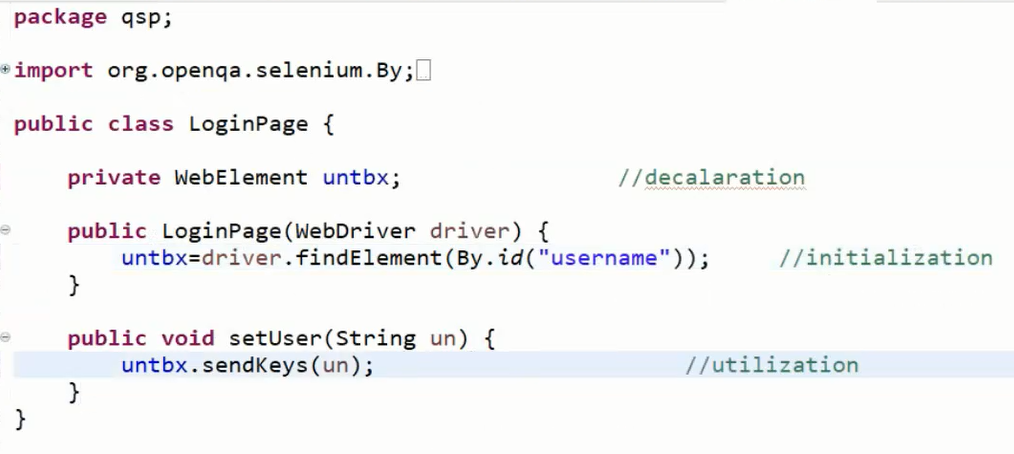 package qsp;
import org.openqa.selenium.By;
public class LoginPage {
private WebElement untbx; //decalaration
public LoginPage(WebDriver driver) {
untbx=driver.findElement(By.id("username")); //initialization
}
public void setUser(String un) {
untbx.sendKeys(un); //utilization
}
}